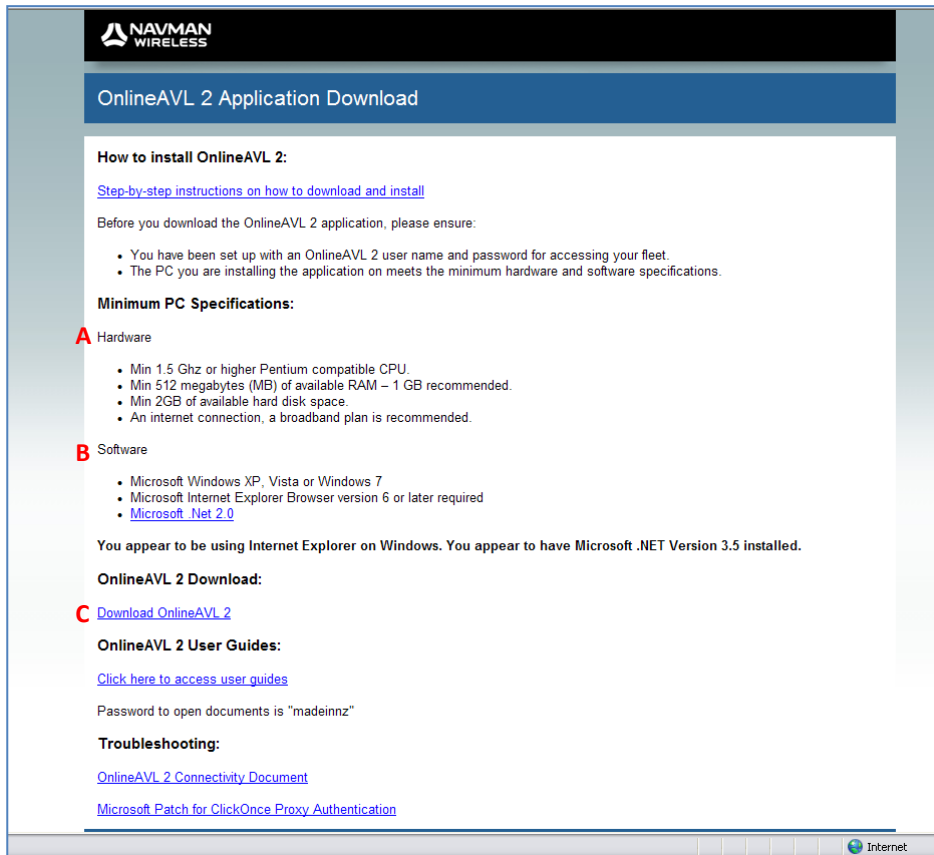 NAVMAN
WIRELESS
OnlineAVL 2 Application Download
How to install OnlineAVL 2:
Step-by-step instructions on how to download and install
Before you download the OnlineAVL 2 application, please ensure:
• You have been set up with an OnlineAVL 2 user name and password for accessing your fleet.
• The PC you are installing the application on meets the minimum hardware and software specifications.
Minimum PC Specifications:
A Hardware
• Min 1.5 Ghz or higher Pentium compatible CPU.
• Min 512 megabytes (MB) of available RAM – 1 GB recommended.
• Min 2GB of available hard disk space.
• An internet connection, a broadband plan is recommended.
B Software
• Microsoft Windows XP, Vista or Windows 7
• Microsoft Internet Explorer Browser version 6 or later required
• Microsoft .Net 2.0
You appear to be using Internet Explorer on Windows. You appear to have Microsoft .NET Version 3.5 installed.
OnlineAVL 2 Download:
C Download OnlineAVL 2
OnlineAVL 2 User Guides:
Click here to access user guides
Password to open documents is "madeinnz"
Troubleshooting:
OnlineAVL 2 Connectivity Document
Microsoft Patch for ClickOnce Proxy Authentication
Internet